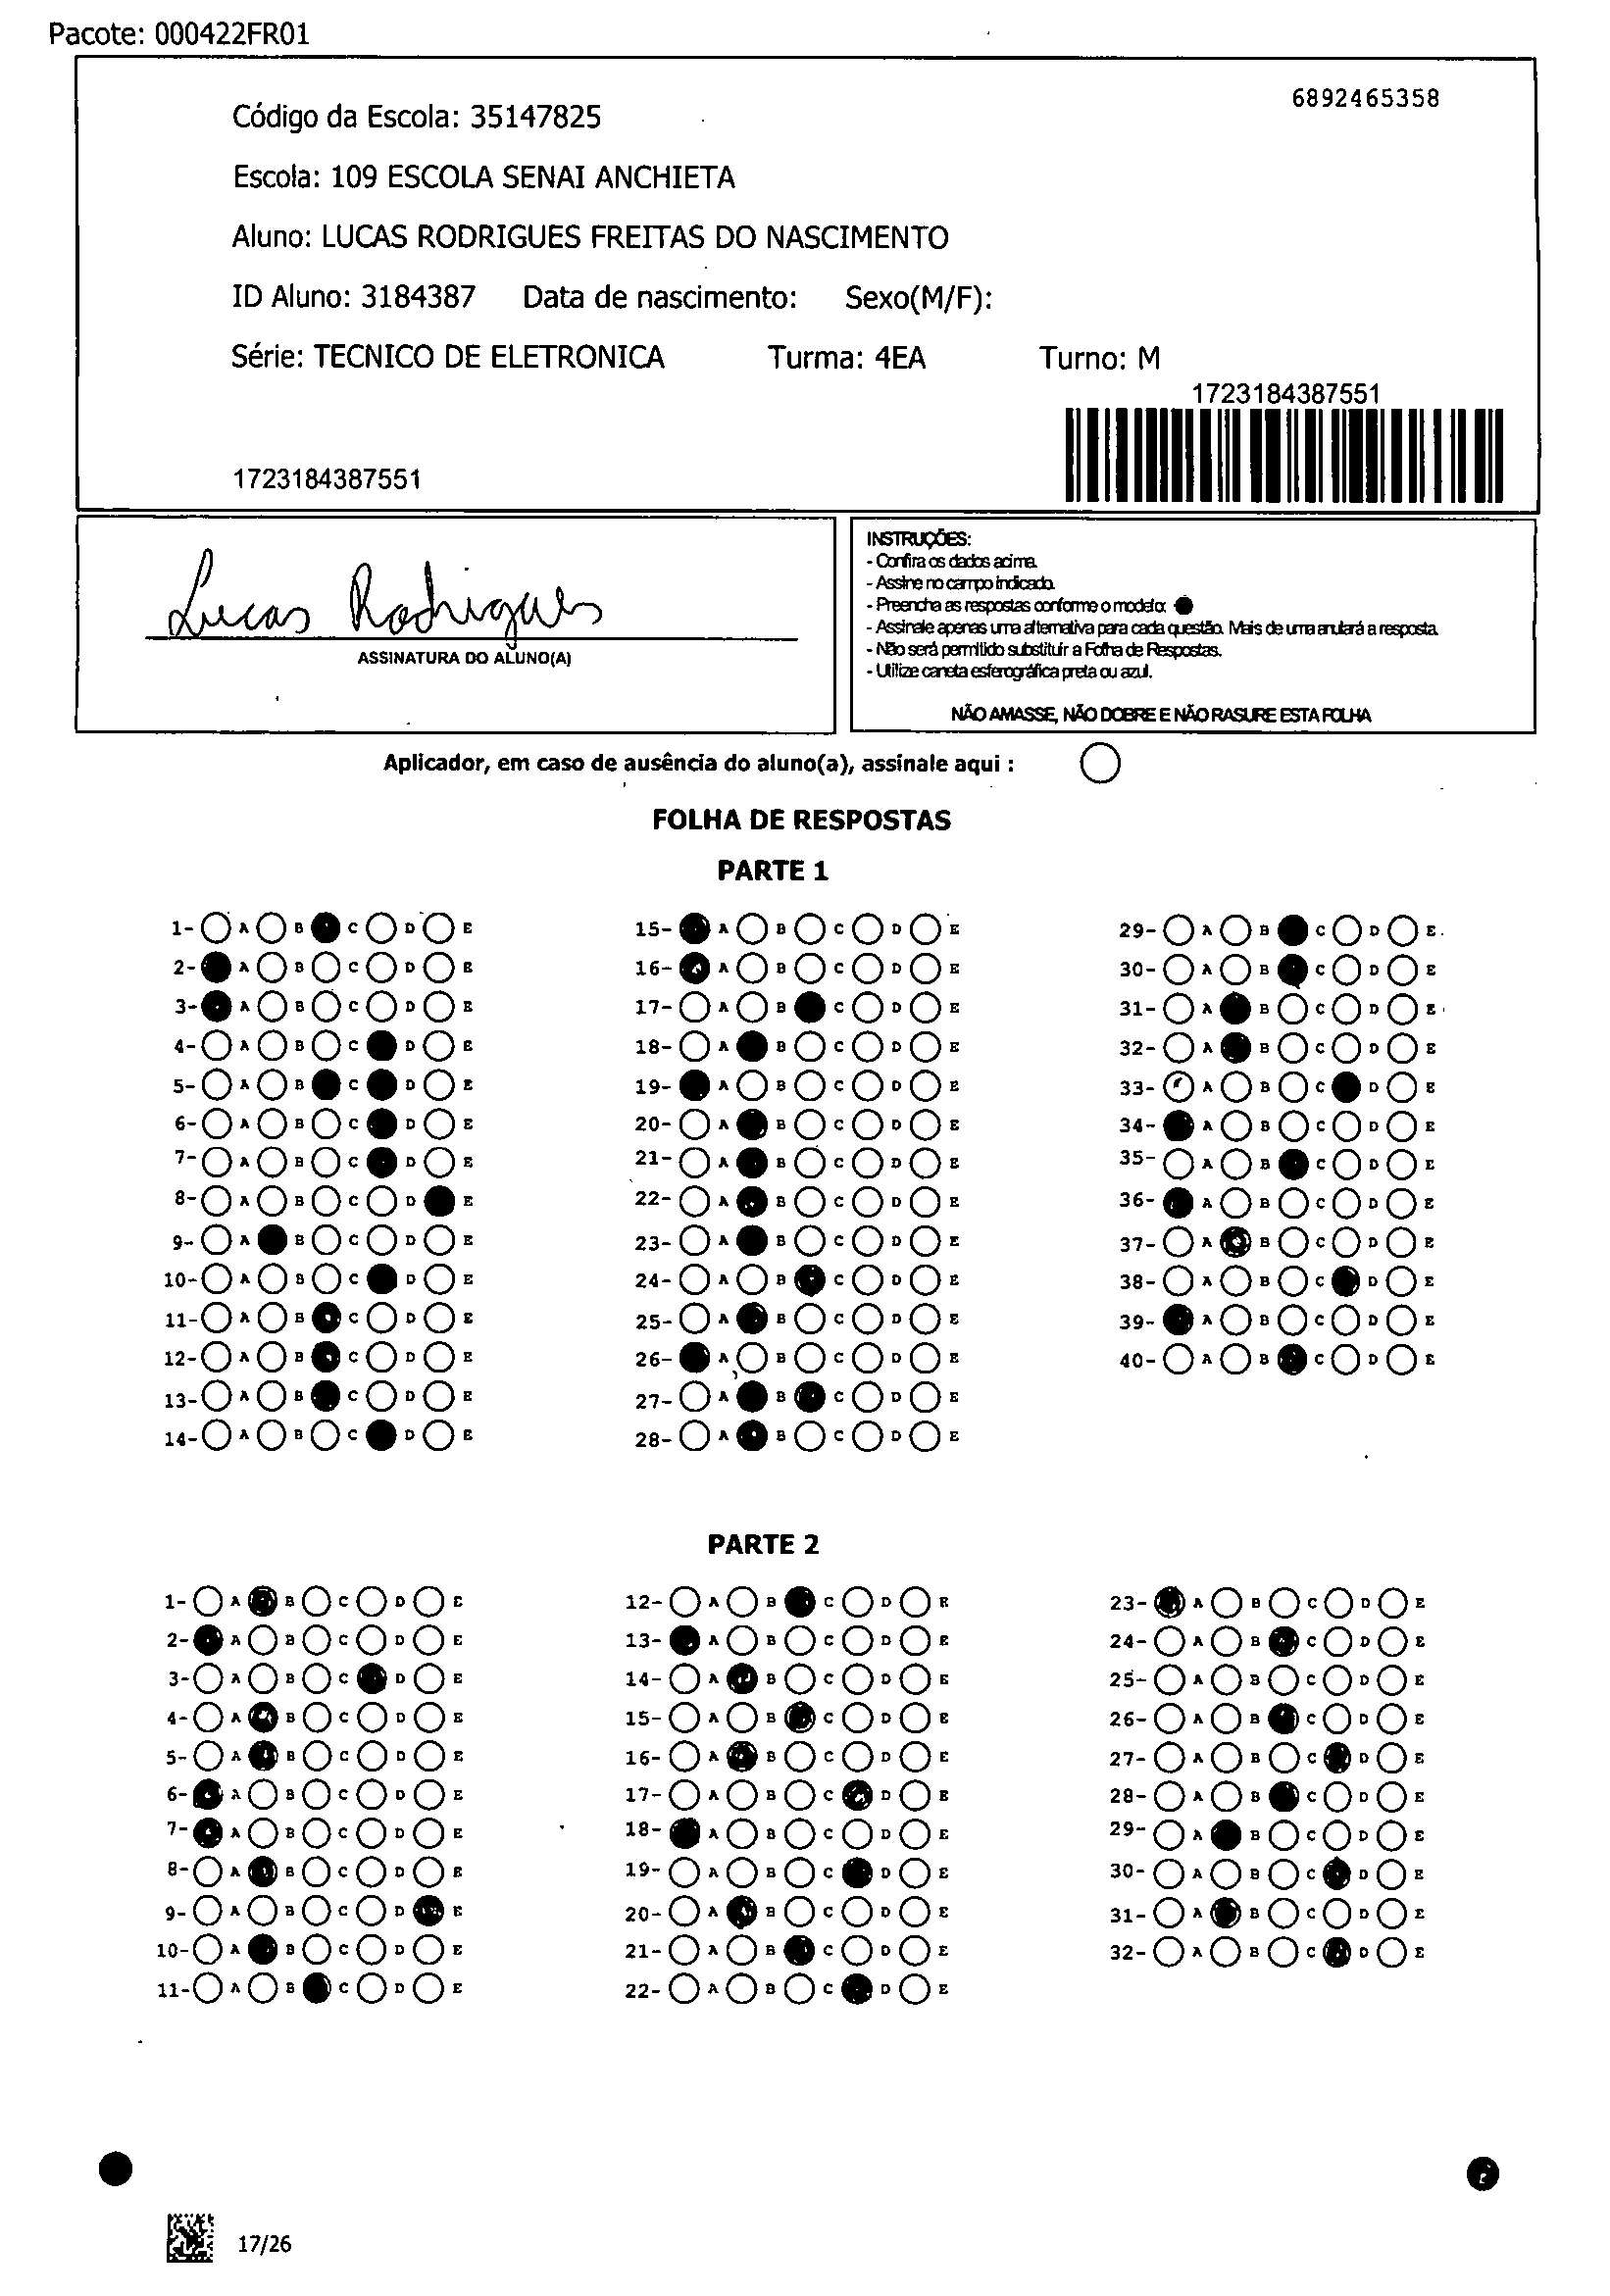 Pacote: 000422FR01
6892465358
Código da Escola: 35147825
Escola: 109 ESCOLA SENAI ANCHIETA
Aluno: LUCAS RODRIGUES FREITAS DO NASCIMENTO
ID Aluno: 3184387 Data de nascimento: Sexo(M/F):
Série: TECNICO DE ELETRONICA Turma: 4EA Turno: M
1723184387551
1723184387551
Lucas Rodrigues
ASSINATURA DO ALUNO(A)
INSTRUÇÕES:
- Confira os dados acima.
- Assine no campo indicado.
- Preencha as respostas conforme o modelo:
- Assinale apenas uma alternativa para cada questão. Mais de uma anulará a resposta.
- Não será permitido substituir a Folha de Respostas.
- Utilize caneta esferográfica preta ou azul.
NÃO AMASSE, NÃO DOBRE E NÃO RASURE ESTA FOLHA
Aplicador, em caso de ausência do aluno(a), assinale aqui :
FOLHA DE RESPOSTAS
PARTE 1
1- A B C D E
2- A B C D E
3- A B C D E
4- A B C D E
5- A B C D E
6- A B C D E
7- A B C D E
8- A B C D E
9- A B C D E
10- A B C D E
11- A B C D E
12- A B C D E
13- A B C D E
14- A B C D E
15- A B C D E
16- A B C D E
17- A B C D E
18- A B C D E
19- A B C D E
20- A B C D E
21- A B C D E
22- A B C D E
23- A B C D E
24- A B C D E
25- A B C D E
26- A B C D E
27- A B C D E
28- A B C D E
29- A B C D E
30- A B C D E
31- A B C D E
32- A B C D E
33- A B C D E
34- A B C D E
35- A B C D E
36- A B C D E
37- A B C D E
38- A B C D E
39- A B C D E
40- A B C D E
PARTE 2
1- A B C D E
2- A B C D E
3- A B C D E
4- A B C D E
5- A B C D E
6- A B C D E
7- A B C D E
8- A B C D E
9- A B C D E
10- A B C D E
11- A B C D E
12- A B C D E
13- A B C D E
14- A B C D E
15- A B C D E
16- A B C D E
17- A B C D E
18- A B C D E
19- A B C D E
20- A B C D E
21- A B C D E
22- A B C D E
23- A B C D E
24- A B C D E
25- A B C D E
26- A B C D E
27- A B C D E
28- A B C D E
29- A B C D E
30- A B C D E
31- A B C D E
32- A B C D E
17/26